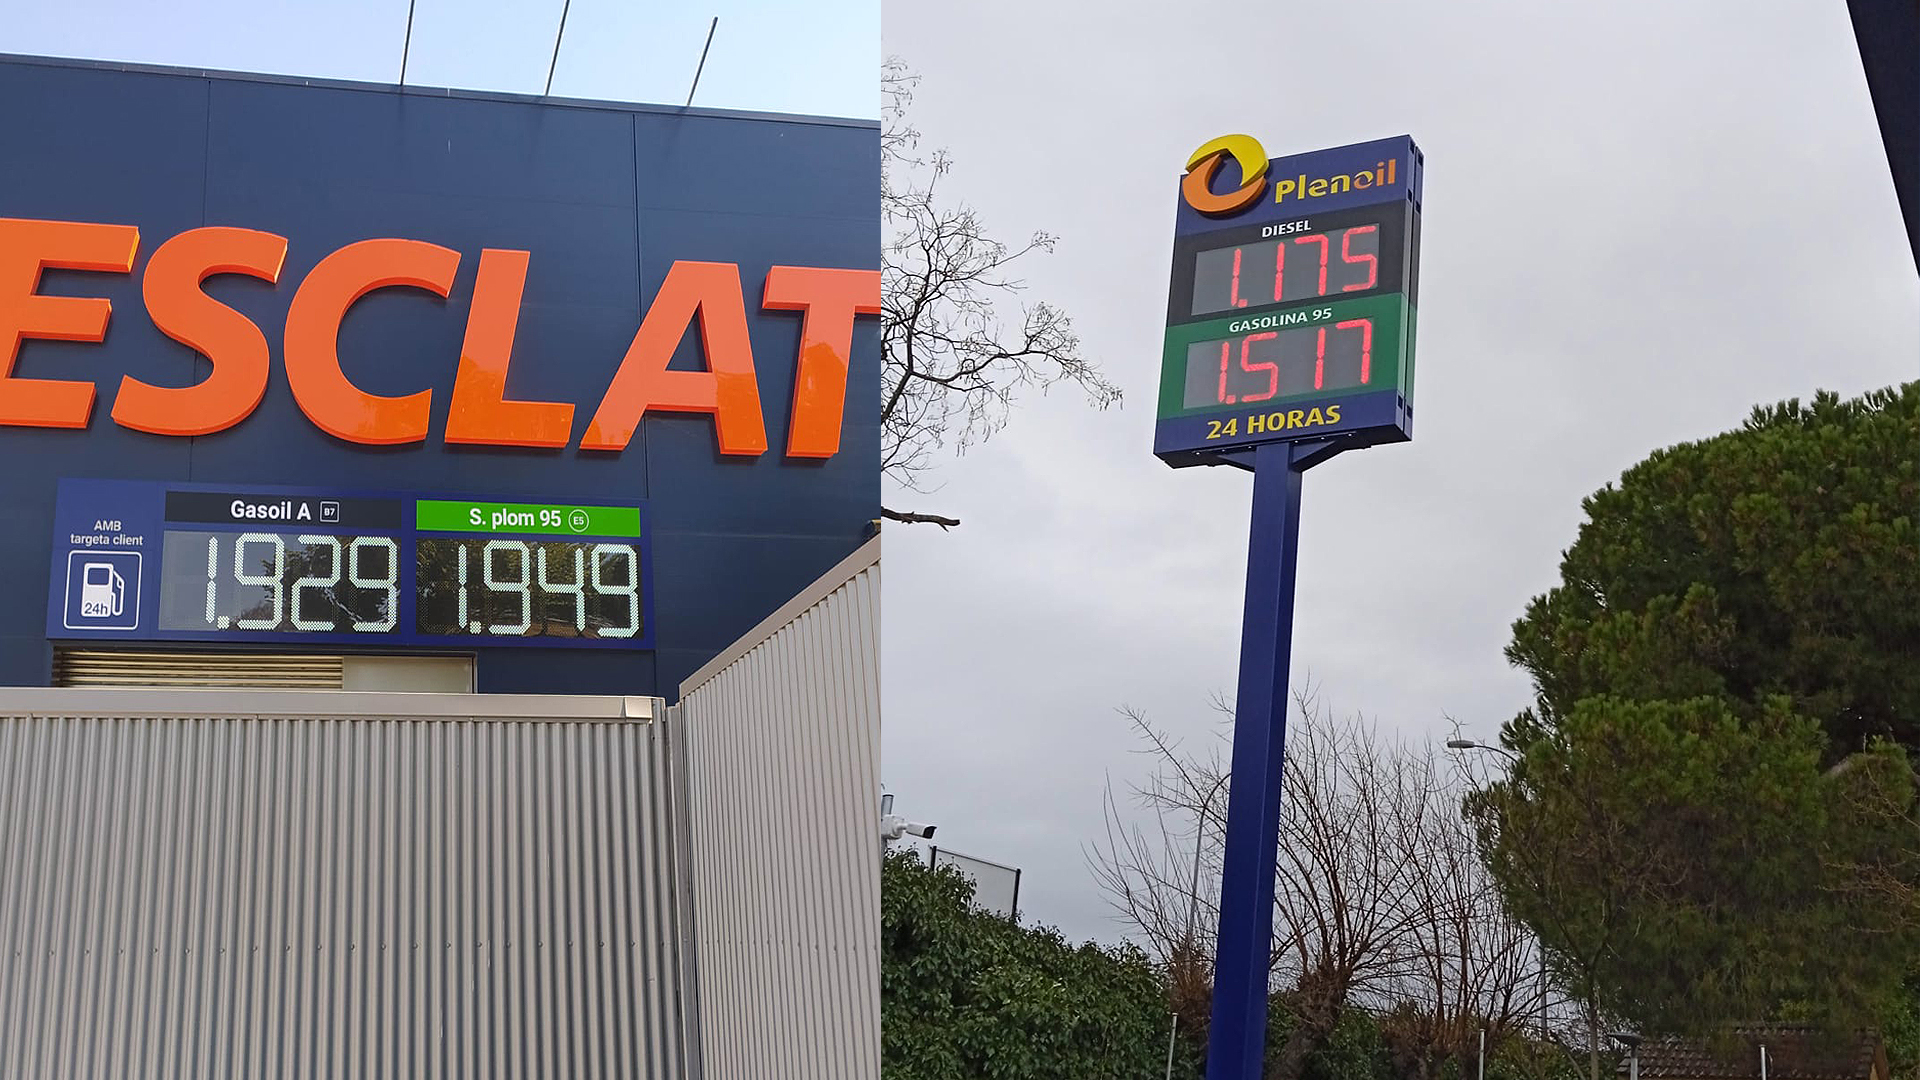 ESCLAT
AMB
targeta client
24h
Gasoil A B7
1.929
S. plom 95 E5
1.949
Plenoil
DIESEL
1.175
GASOLINA 95
1.517
24 HORAS